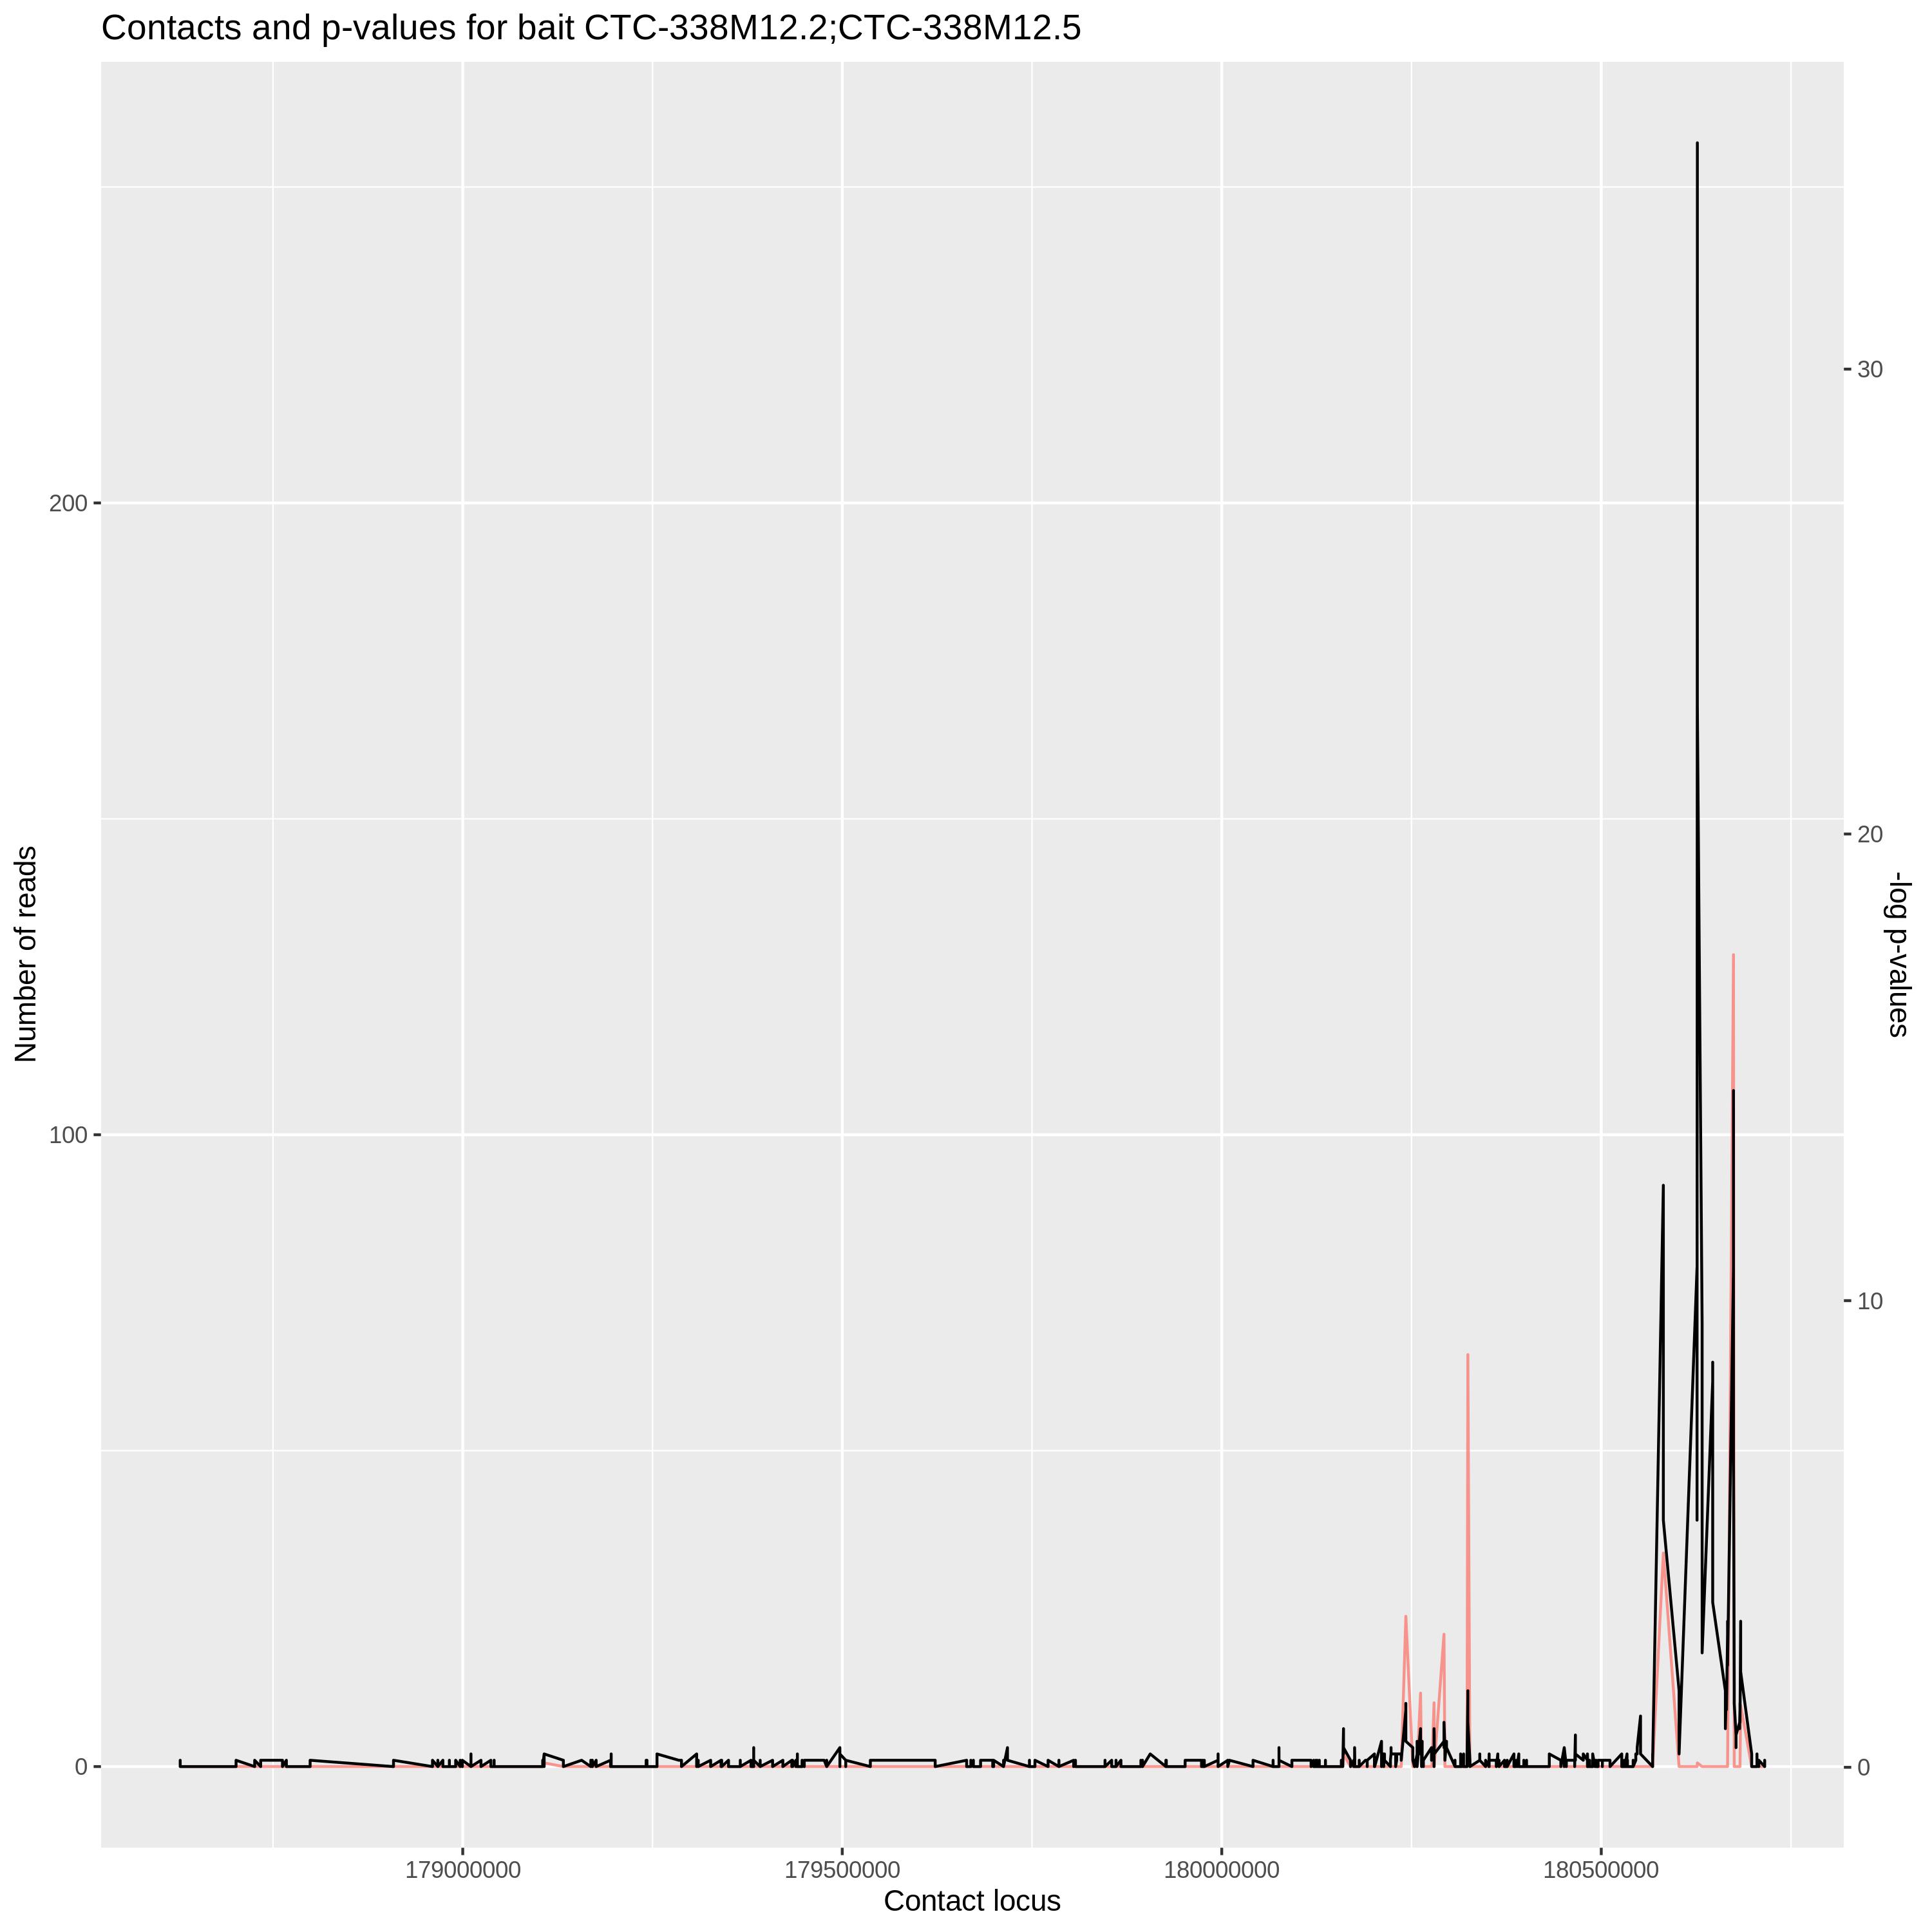 Contacts and p-values for bait CTC-338M12.2;CTC-338M12.5
Number of reads
200
100
0
30
20
10
0
-log p-values
179000000
179500000
180000000
180500000
Contact locus